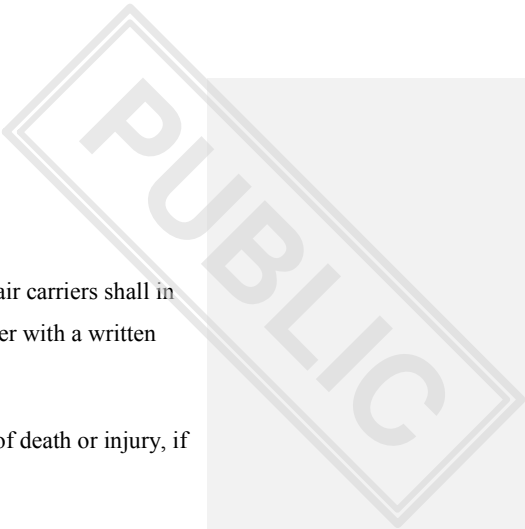 PUBLIC
air carriers shall in
er with a written
of death or injury, if